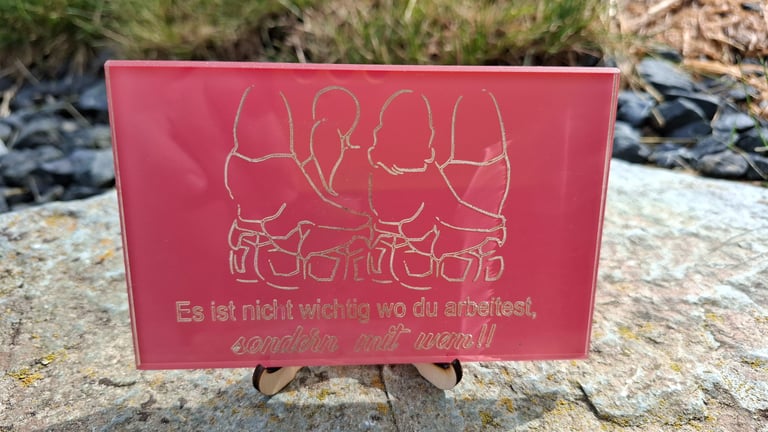 Es ist nicht wichtig wo du arbeitest,
sondern mit wem!!